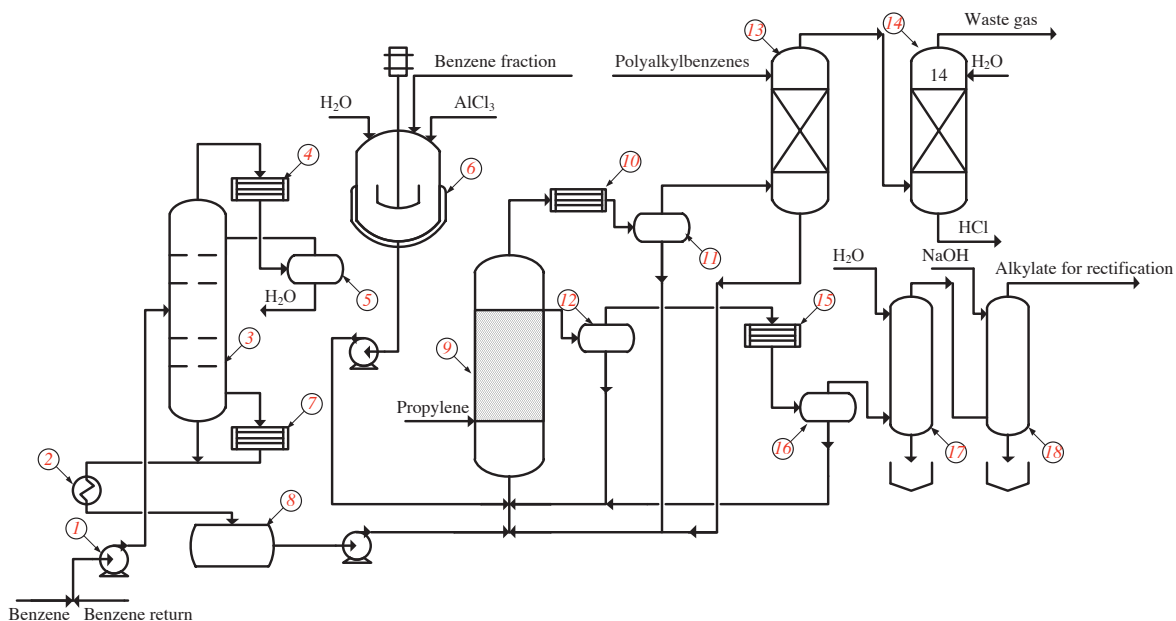 Waste gas
13
14
Benzene fraction
Polyalkylbenzenes
14
H₂O
H₂O
AlCl₃
4
6
10
HCl
11
H₂O
NaOH
Alkylate for rectification
H₂O
5
12
15
3
9
Propylene
7
16
17
18
2
8
1
Benzene
Benzene return